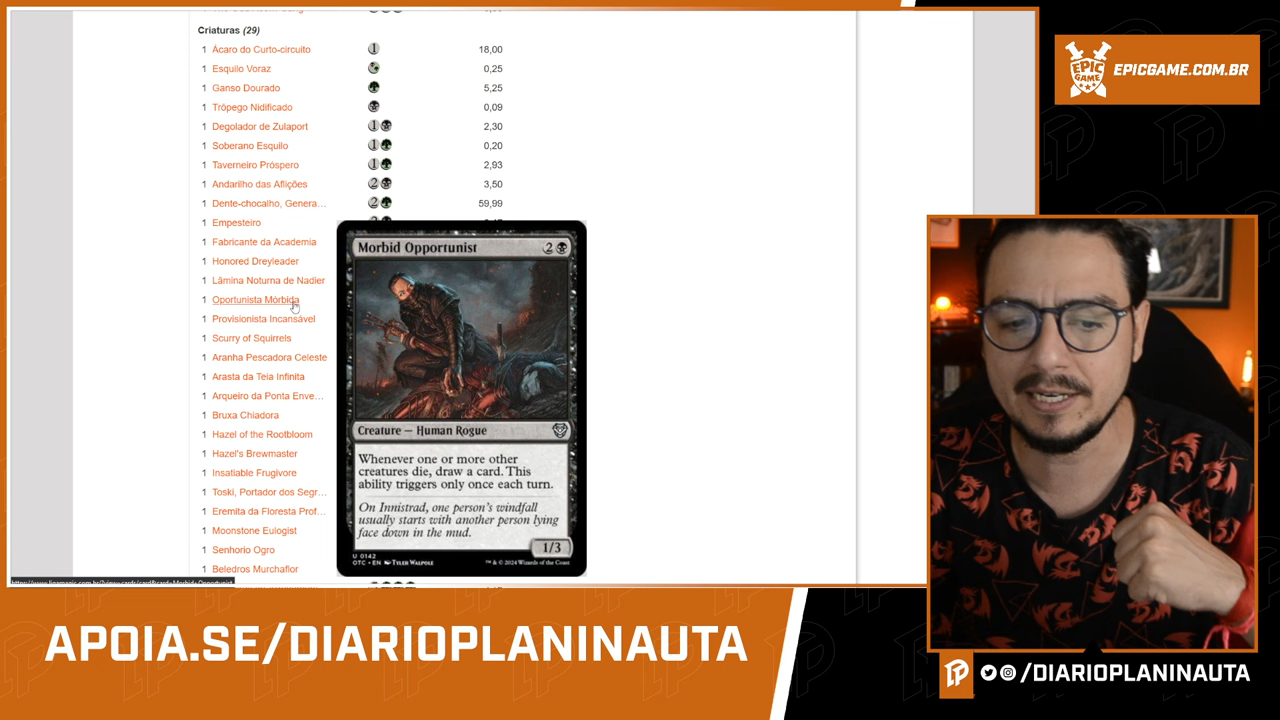 Criaturas (29)
1 Ácaro do Curto-circuito 1 18,00
1 Esquilo Voraz 0,25
1 Ganso Dourado 5,25
1 Trôpego Nidificado 0,09
1 Degolador de Zulaport 1 2,30
1 Soberano Esquilo 1 0,20
1 Taverneiro Próspero 1 2,93
1 Andarilho das Aflições 2 3,50
1 Dente-chocalho, Genera... 2 59,99
1 Empesteiro
1 Fabricante da Academia
1 Honored Dreyleader
1 Lâmina Noturna de Nadier
1 Oportunista Mórbida
1 Provisionista Incansável
1 Scurry of Squirrels
1 Aranha Pescadora Celeste
1 Arasta da Teia Infinita
1 Arqueiro da Ponta Enve...
1 Bruxa Chiadora
1 Hazel of the Rootbloom
1 Hazel's Brewmaster
1 Insatiable Frugivore
1 Toski, Portador dos Segr...
1 Eremita da Floresta Prof...
1 Moonstone Eulogist
1 Senhorio Ogro
1 Beledros Murchaflor
Morbid Opportunist 2
Creature — Human Rogue
Whenever one or more other
creatures die, draw a card. This
ability triggers only once each turn.
On Innistrad, one person's windfall
usually starts with another person lying
face down in the mud.
1/3
U 0142
OTC • EN TYLER WALPOLE
™ & © 2024 Wizards of the Coast
EPIC
GAME
EPICGAME.COM.BR
APOIA.SE/DIARIOPLANINAUTA
/DIARIOPLANINAUTA